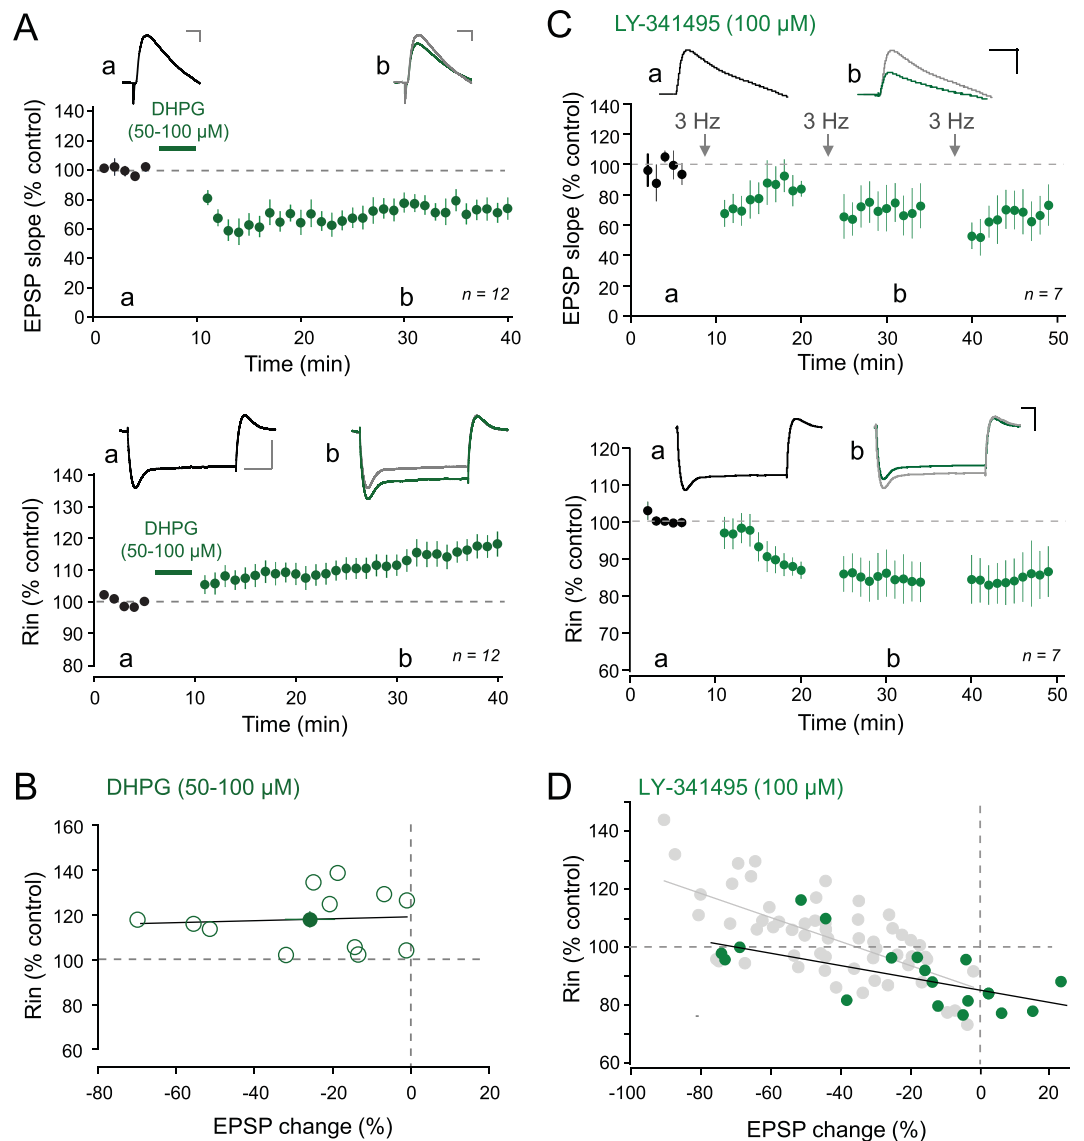 A
a
b
DHPG
(50-100 µM)
EPSP slope (% control)
140
120
100
80
60
40
20
0
a
b
n = 12
0
10
20
30
40
Time (min)
a
b
DHPG
(50-100 µM)
Rin (% control)
140
130
120
110
100
90
80
a
b
n = 12
0
10
20
30
40
Time (min)
C
LY-341495 (100 µM)
a
b
3 Hz
3 Hz
3 Hz
EPSP slope (% control)
140
120
100
80
60
40
20
0
a
b
n = 7
0
10
20
30
40
50
Time (min)
a
b
Rin (% control)
120
110
100
90
80
70
60
a
b
n = 7
0
10
20
30
40
50
Time (min)
B
DHPG (50-100 µM)
Rin (% control)
160
140
120
100
80
60
-80
-60
-40
-20
0
20
EPSP change (%)
D
LY-341495 (100 µM)
Rin (% control)
140
120
100
80
60
-100
-80
-60
-40
-20
0
20
EPSP change (%)